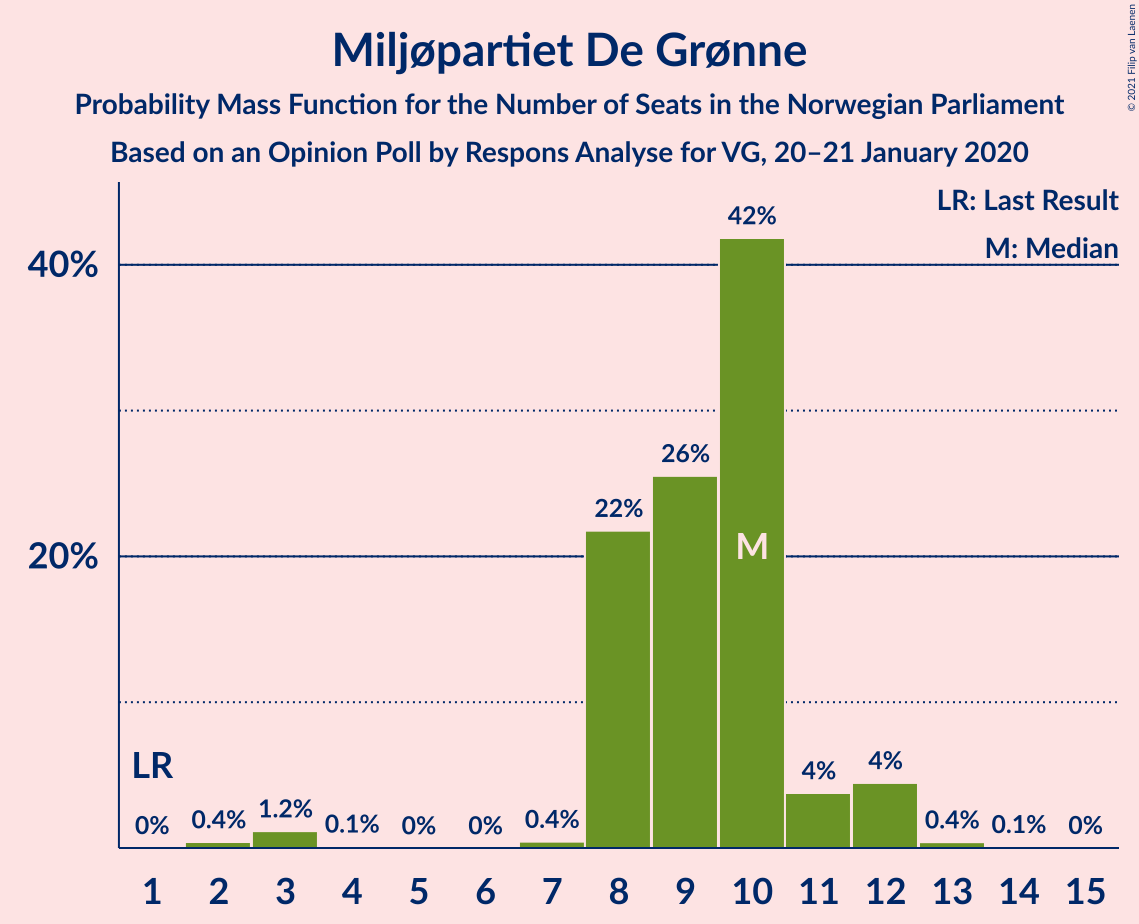 Miljøpartiet De Grønne
Probability Mass Function for the Number of Seats in the Norwegian Parliament
Based on an Opinion Poll by Respons Analyse for VG, 20–21 January 2020
© 2021 Filip van Laenen
LR: Last Result
M: Median
42%
40%
26%
22%
M
20%
LR
0% 0.4% 1.2% 0.1% 0% 0% 0.4% 4% 4% 0.4% 0.1% 0%
1 2 3 4 5 6 7 8 9 10 11 12 13 14 15